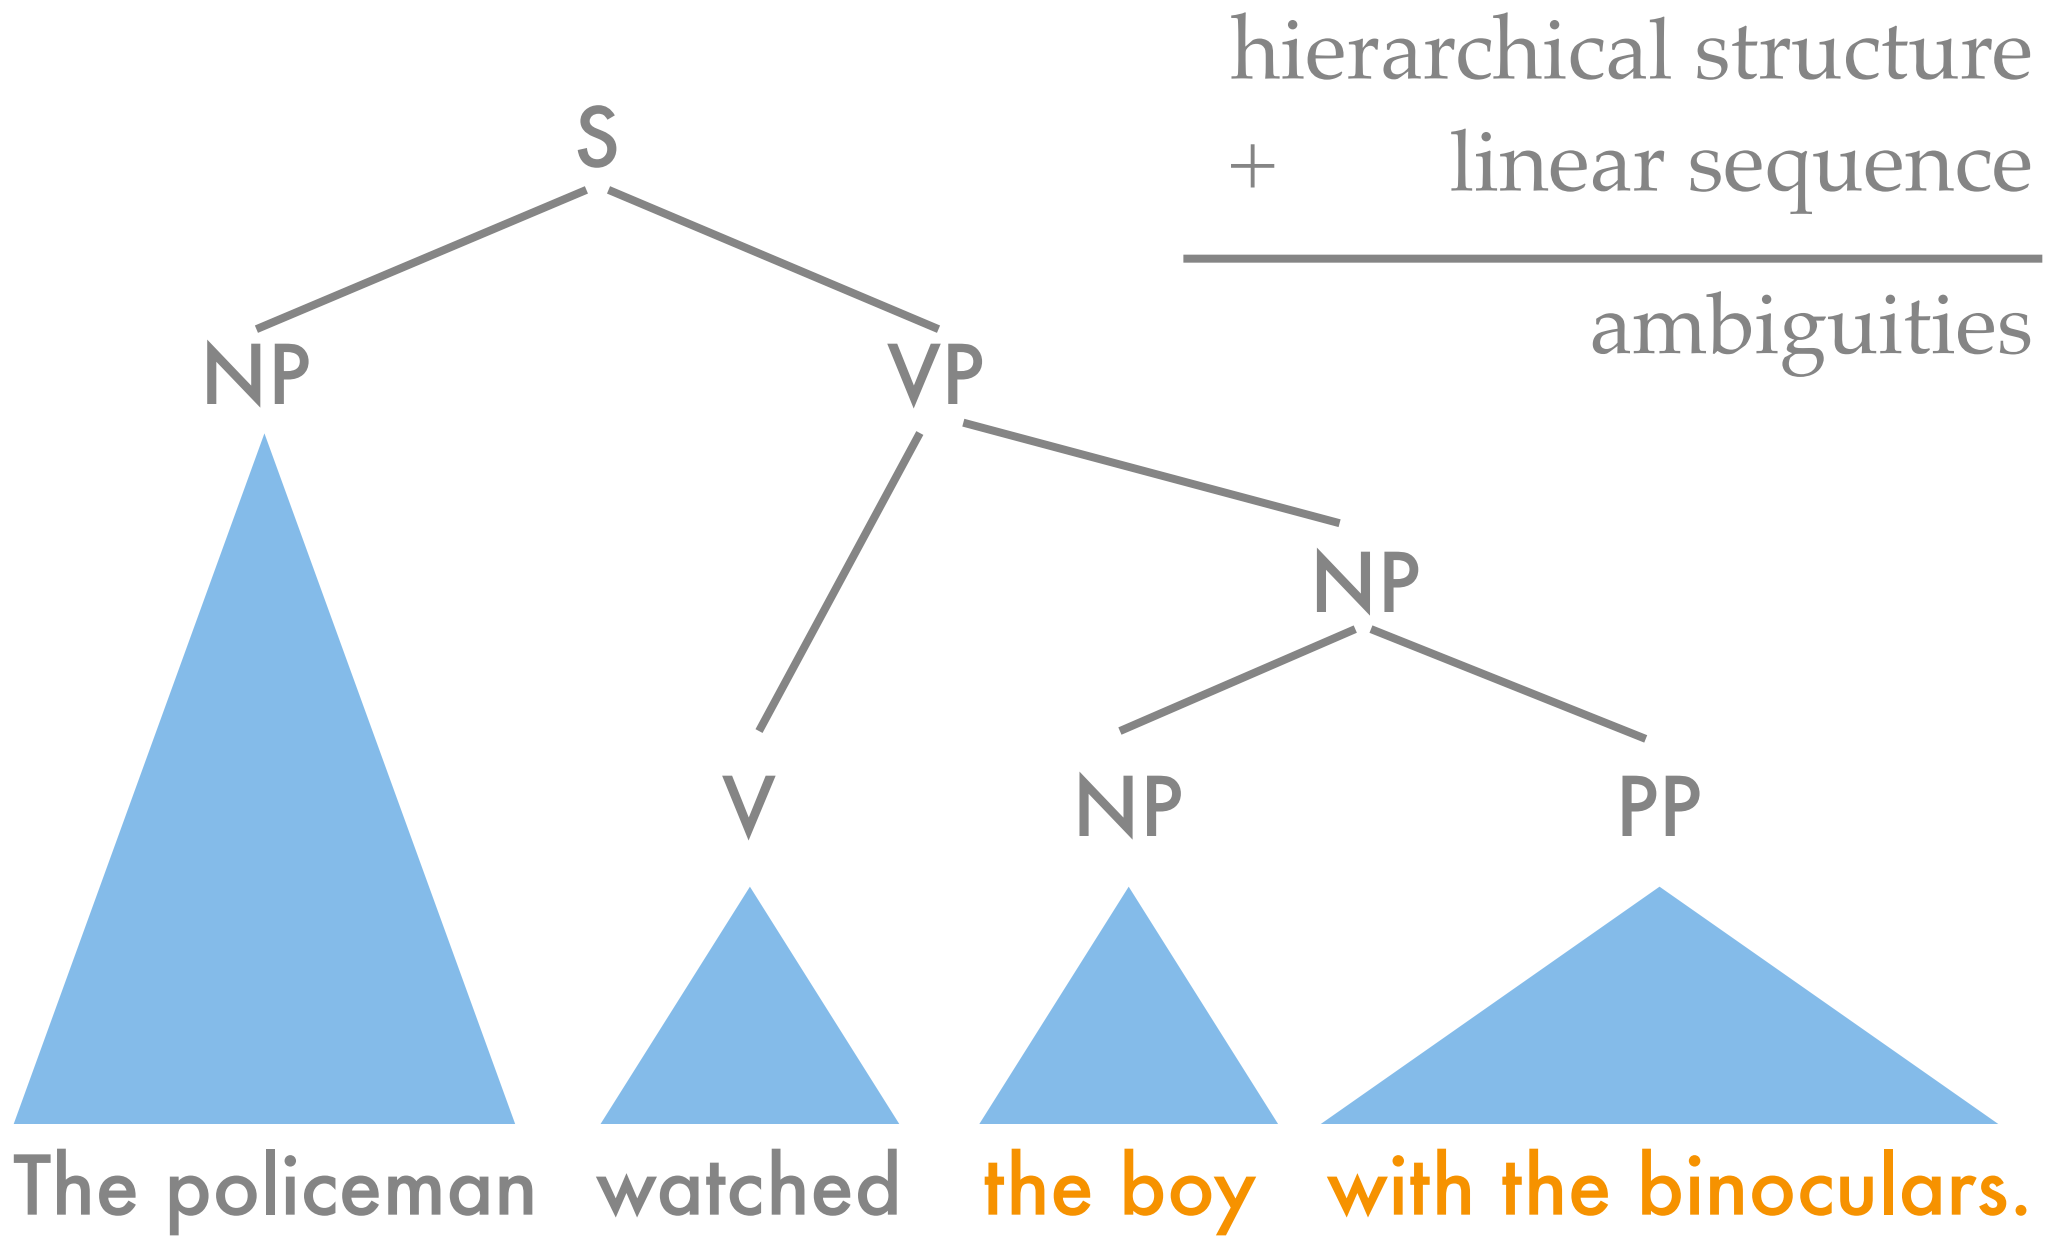 hierarchical structure
+ linear sequence
ambiguities
S
NP VP
NP
V NP PP
The policeman watched the boy with the binoculars.